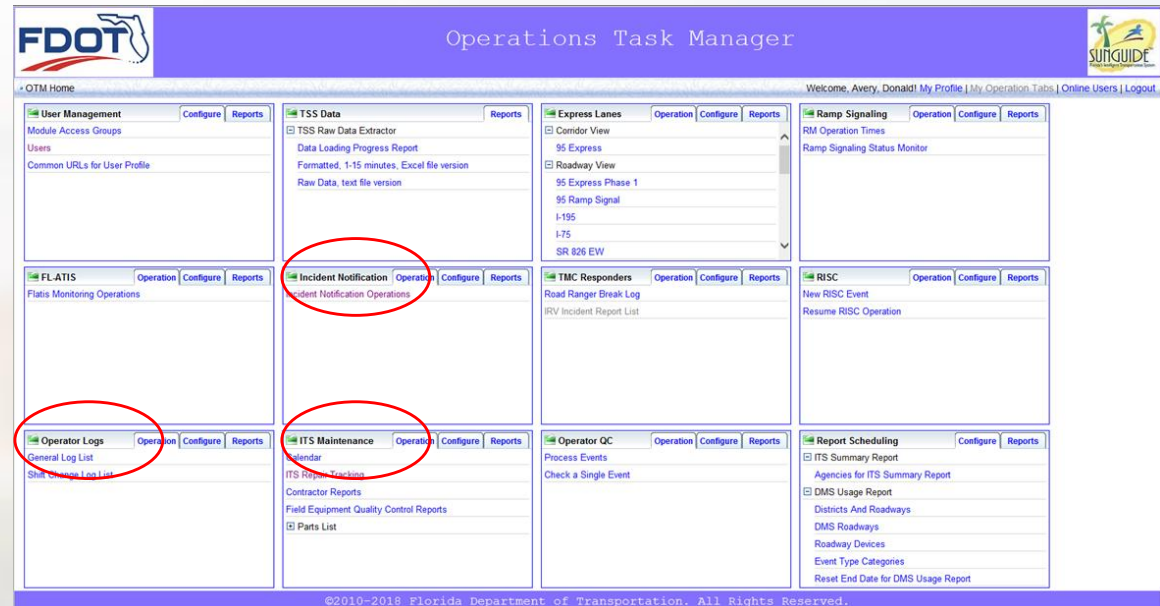 FDOT
Operations Task Manager
SUNGUIDE
OTM Home
Welcome, Avery, Donald! My Profile | My Operation Tabs | Online Users | Logout
User Management Configure Reports
Module Access Groups
Users
Common URLs for User Profile
TSS Data Reports
TSS Raw Data Extractor
Data Loading Progress Report
Formatted, 1-15 minutes, Excel file version
Raw Data, text file version
Express Lanes Operation Configure Reports
Corridor View
95 Express
Roadway View
95 Express Phase 1
95 Ramp Signal
I-195
I-75
SR 826 EW
Ramp Signaling Operation Configure Reports
RM Operation Times
Ramp Signaling Status Monitor
FL-ATIS Operation Configure Reports
Flatis Monitoring Operations
Incident Notification Operation Configure Reports
Incident Notification Operations
TMC Responders Operation Configure Reports
Road Ranger Break Log
IRV Incident Report List
RISC Operation Configure Reports
New RISC Event
Resume RISC Operation
Operator Logs Operation Configure Reports
General Log List
Shift Change Log List
ITS Maintenance Operation Configure Reports
Calendar
ITS Repair Tracking
Contractor Reports
Field Equipment Quality Control Reports
Parts List
Operator QC Operation Configure Reports
Process Events
Check a Single Event
Report Scheduling Configure Reports
ITS Summary Report
Agencies for ITS Summary Report
DMS Usage Report
Districts And Roadways
DMS Roadways
Roadway Devices
Event Type Categories
Reset End Date for DMS Usage Report
©2010-2018 Florida Department of Transportation. All Rights Reserved.